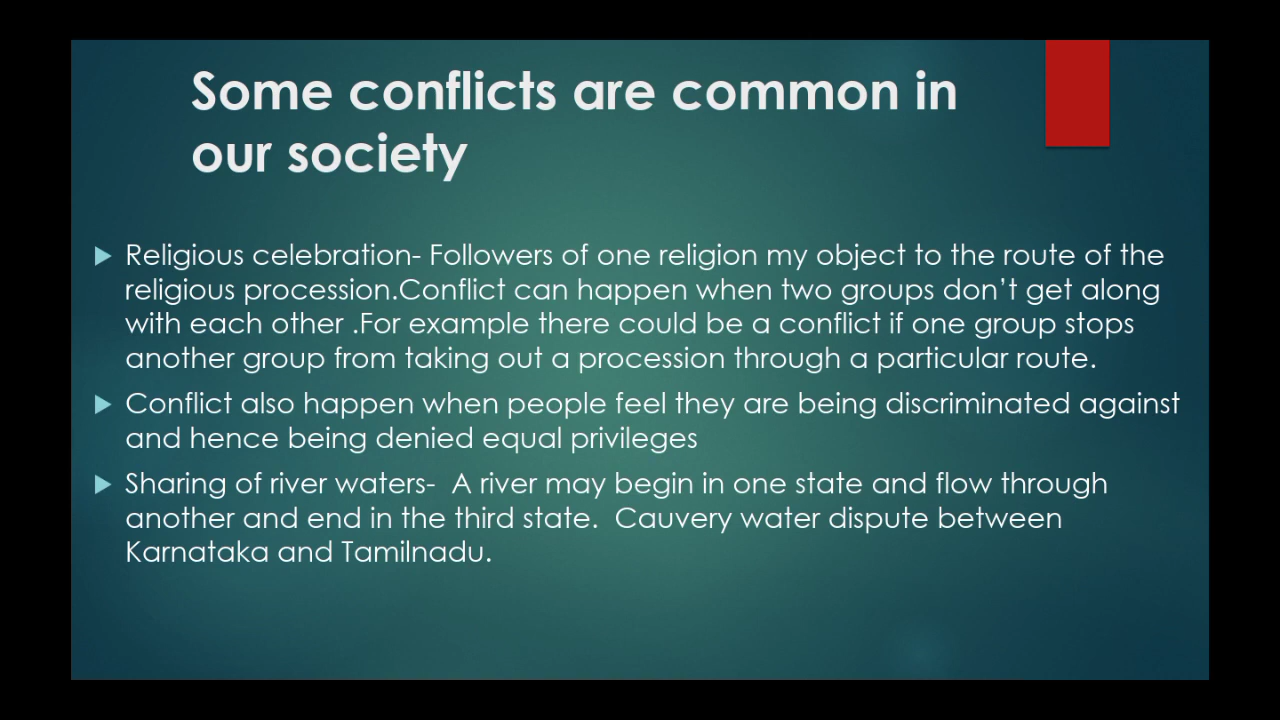 Some conflicts are common in
our society
Religious celebration- Followers of one religion my object to the route of the
religious procession.Conflict can happen when two groups don’t get along
with each other .For example there could be a conflict if one group stops
another group from taking out a procession through a particular route.
Conflict also happen when people feel they are being discriminated against
and hence being denied equal privileges
Sharing of river waters-  A river may begin in one state and flow through
another and end in the third state.  Cauvery water dispute between
Karnataka and Tamilnadu.